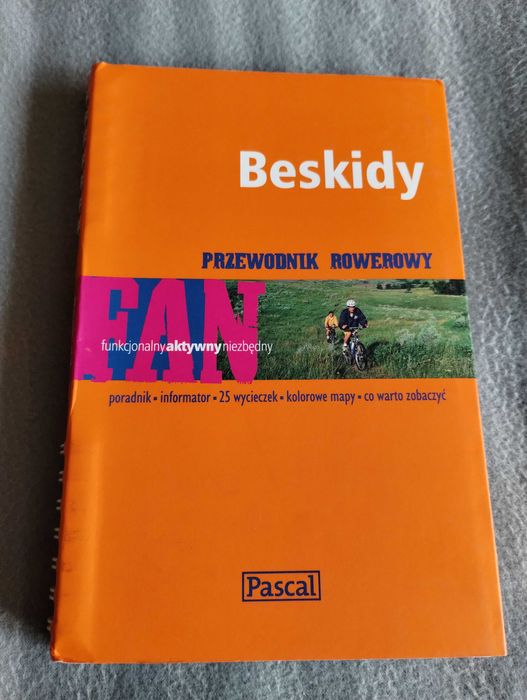 Beskidy
PRZEWODNIK ROWEROWY
FAN
funkcjonalnyaktywnyniezbędny
poradnik ▪ informator ▪ 25 wycieczek ▪ kolorowe mapy ▪ co warto zobaczyć
Pascal